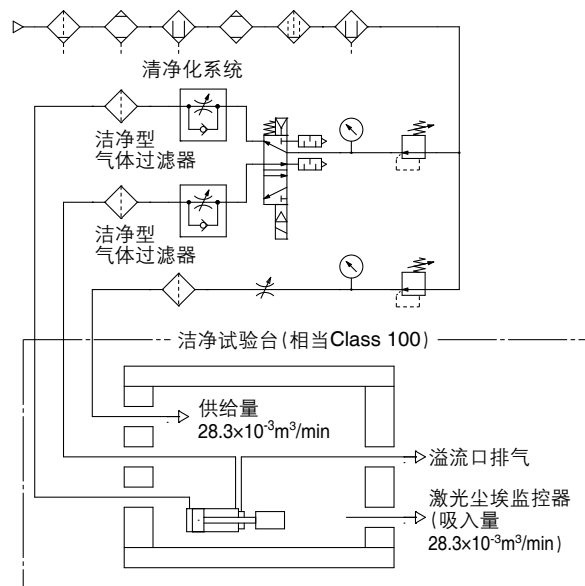 清净化系统
洁净型
气体过滤器
洁净型
气体过滤器
洁净试验台(相当Class 100)
供给量
28.3×10⁻³m³/min
溢流口排气
激光尘埃监控器
(吸入量
28.3×10⁻³m³/min)